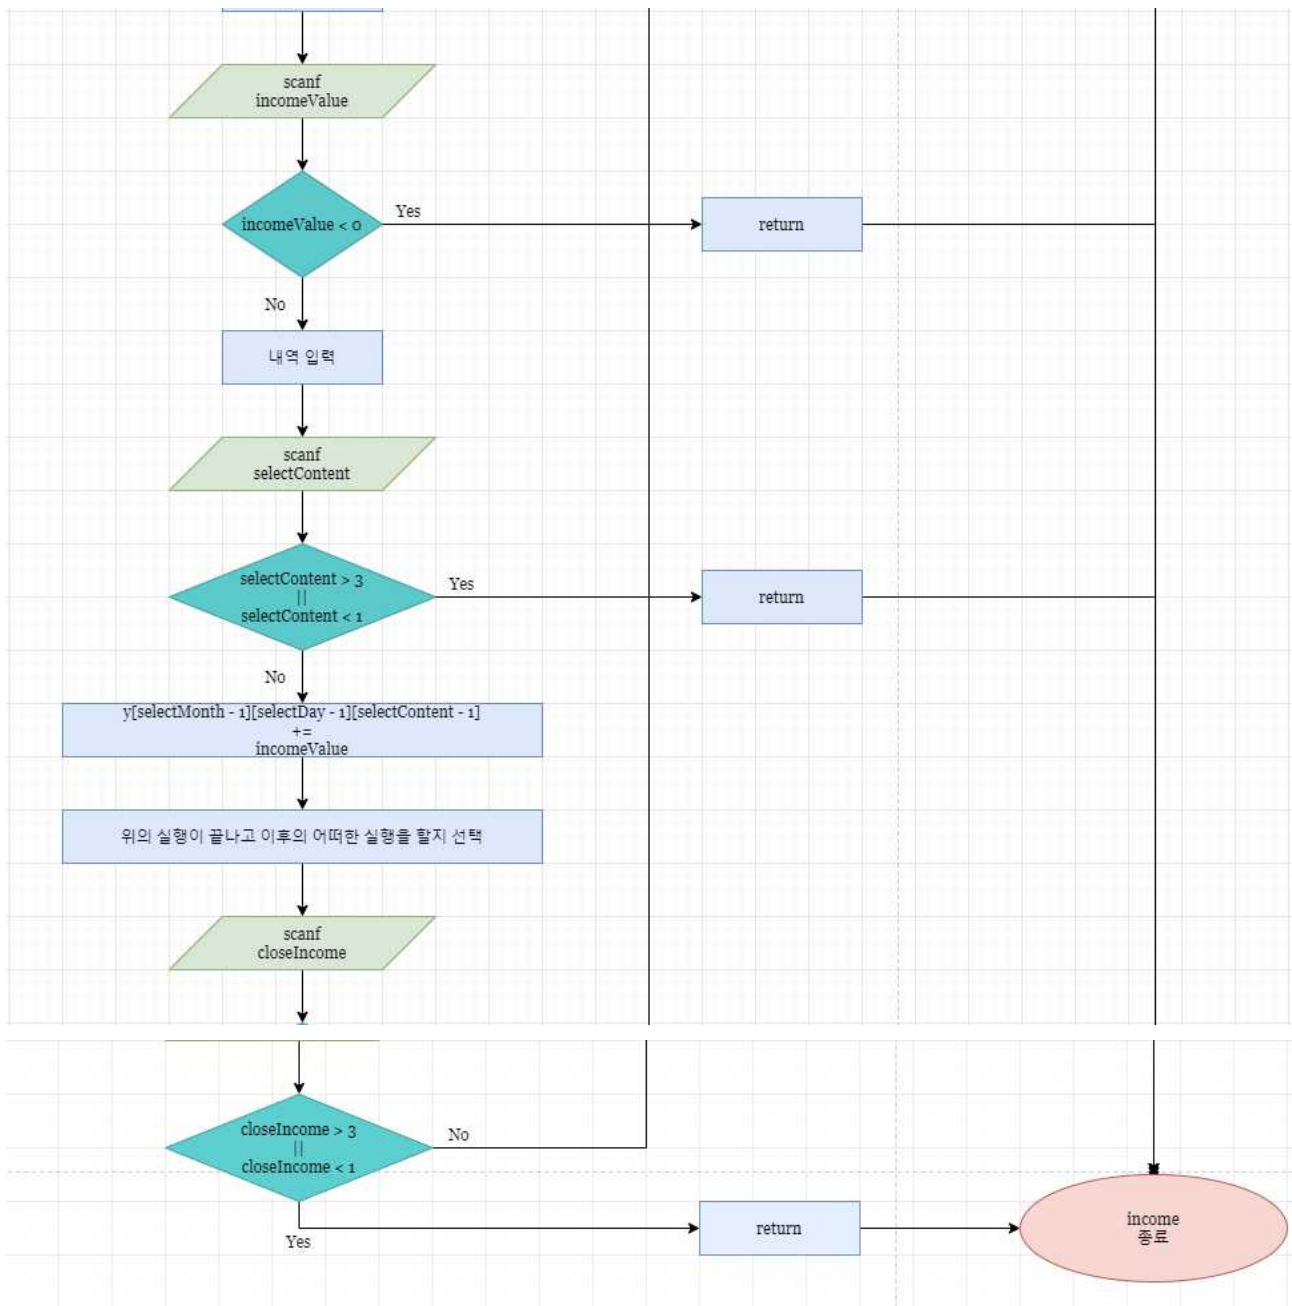 scanf
incomeValue
incomeValue < 0
Yes
return
No
내역 입력
scanf
selectContent
selectContent > 3
||
selectContent < 1
Yes
return
No
y[selectMonth - 1][selectDay - 1][selectContent - 1]
+=
incomeValue
위의 실행이 끝나고 이후의 어떠한 실행을 할지 선택
scanf
closeIncome
closeIncome > 3
||
closeIncome < 1
No
Yes
return
income
종료